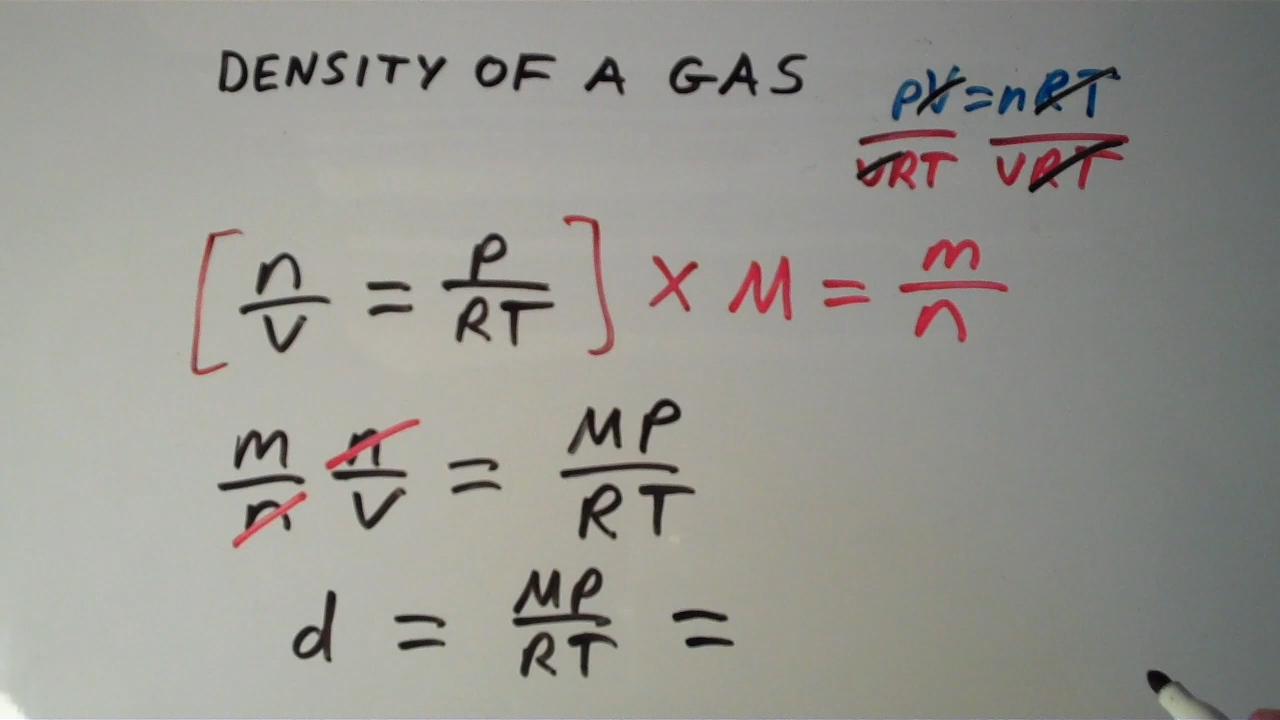 DENSITY OF A GAS
PV = nRT
VRT VRT
[n/V = P/RT] × M = m/n
m/n n/V = MP/RT
d = MP/RT =